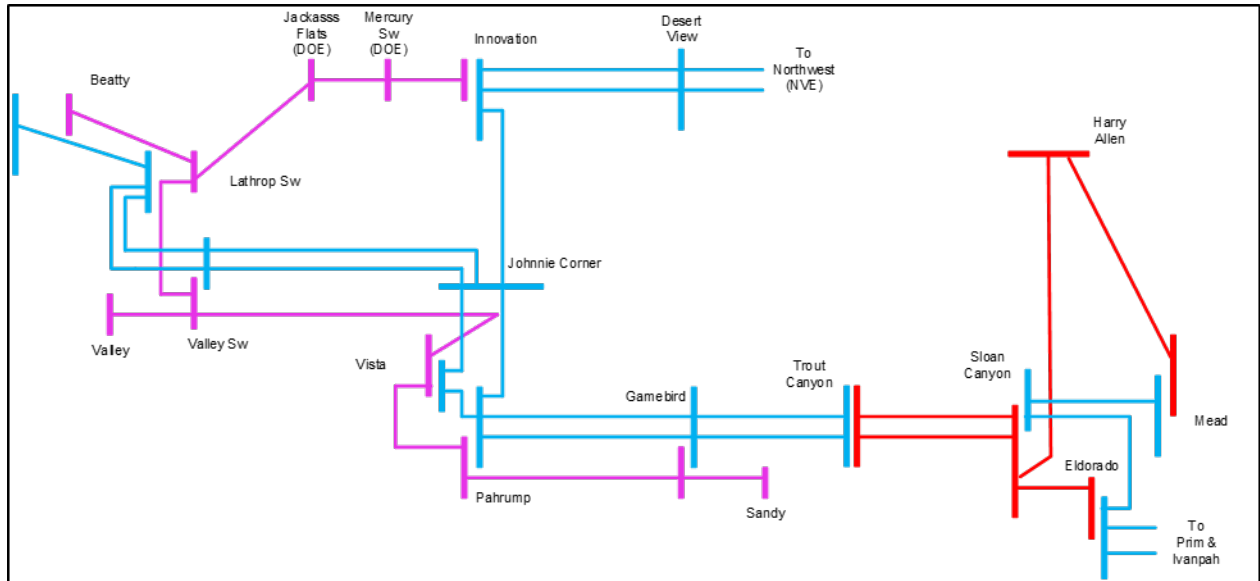 Jackasss
Flats
(DOE)
Mercury
Sw
(DOE)
Innovation
Desert
View
To
Northwest
(NVE)
Beatty
Harry
Allen
Lathrop Sw
Johnnie Corner
Valley
Valley Sw
Vista
Trout
Canyon
Sloan
Canyon
Gamebird
Mead
Eldorado
Pahrump
Sandy
To
Prim &
Ivanpah